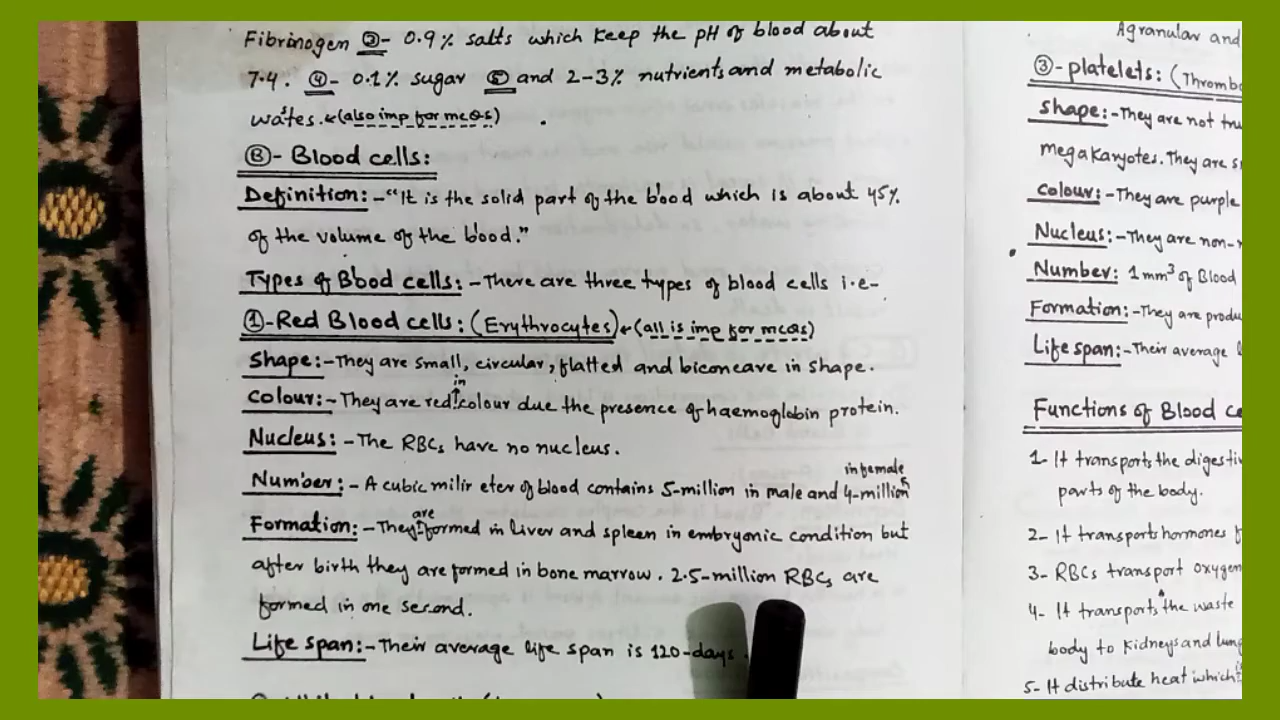 Fibrinogen ③- 0.9% salts which keep the pH of blood about
7.4. ④- 0.1% sugar ⑤ and 2-3% nutrients and metabolic
wastes. (also imp for mcqs)
Ⓑ- Blood cells:
Definition: - "It is the solid part of the blood which is about 45%
of the volume of the blood."
Types of Blood cells: - There are three types of blood cells i.e-
①-Red Blood cells: (Erythrocytes) (all is imp for mcqs)
Shape:- They are small, circular, flatted and biconcave in shape.
Colour:- They are red in colour due the presence of haemoglobin protein.
Nucleus: - The RBCs have no nucleus.
Number: - A cubic milir eter of blood contains 5-million in male and 4-million in female
Formation: - They are formed in liver and spleen in embryonic condition but
after birth they are formed in bone marrow. 2.5-million RBCs are
formed in one second.
Life span:- Their average life span is 120-days.
Agranular and
③- platelets: (Thrombo
Shape:- They are not tru
megakaryotes. They are s
Colour:- They are purple
Nucleus:- They are non-
Number: 1 mm³ of Blood
Formation:- They are produ
Life span:- Their average
Functions of Blood ce
1- It transports the digesti
parts of the body.
2- It transports hormones
3- RBCs transport oxygen
4- It transports the waste
body to kidneys and lung
5- It distribute heat which